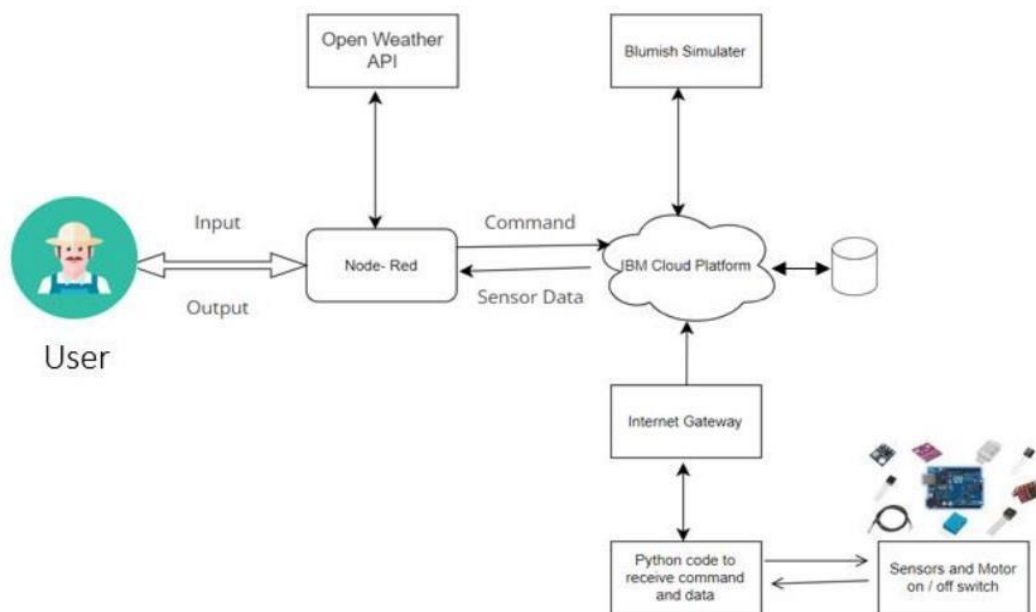 Open Weather
API
Blumish Simulater
Input
Command
Node- Red
IBM Cloud Platform
Output
Sensor Data
User
Internet Gateway
Python code to
receive command
and data
Sensors and Motor
on / off switch